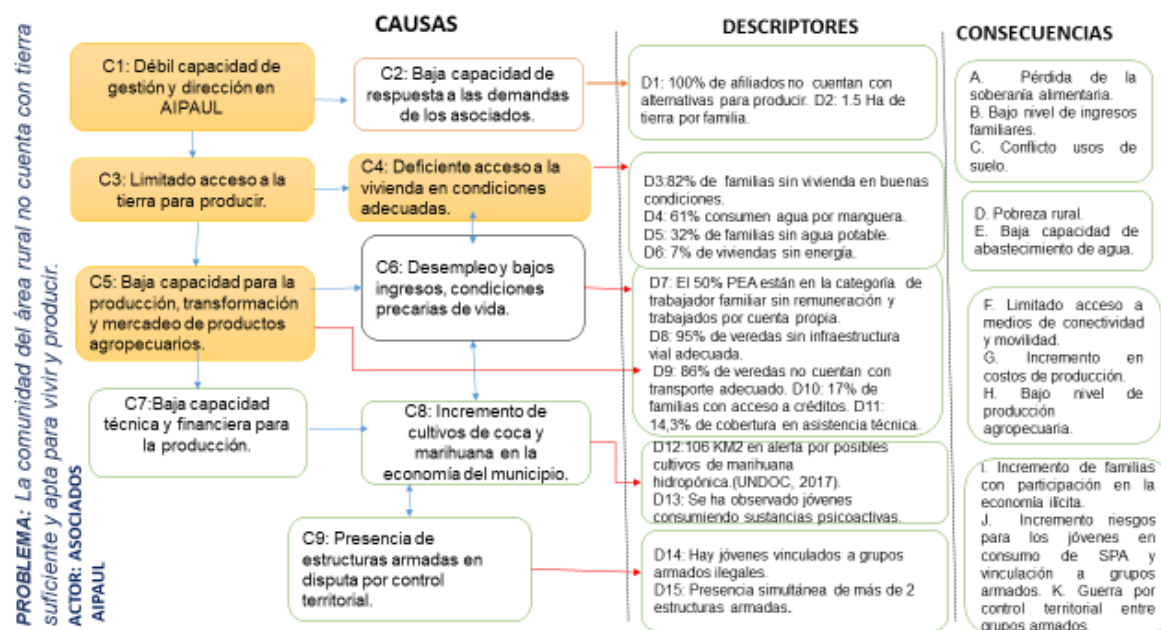 PROBLEMA: La comunidad del área rural no cuenta con tierra
suficiente y apta para vivir y producir.
ACTOR: ASOCIADOS
AIPAUL
CAUSAS
C1: Débil capacidad de
gestión y dirección en
AIPAUL
C2: Baja capacidad de
respuesta a las demandas
de los asociados.
C3: Limitado acceso a la
tierra para producir.
C4: Deficiente acceso a la
vivienda en condiciones
adecuadas.
C5: Baja capacidad para la
producción, transformación
y mercadeo de productos
agropecuarios.
C6: Desempleo y bajos
ingresos, condiciones
precarias de vida.
C7:Baja capacidad
técnica y financiera para
la producción.
C8: Incremento de
cultivos de coca y
marihuana en la
economía del municipio.
C9: Presencia de
estructuras armadas en
disputa por control
territorial.
DESCRIPTORES
D1: 100% de afiliados no cuentan con
alternativas para producir. D2: 1.5 Ha de
tierra por familia.
D3:82% de familias sin vivienda en buenas
condiciones.
D4: 61% consumen agua por manguera.
D5: 32% de familias sin agua potable.
D6: 7% de viviendas sin energía.
D7: El 50% PEA están en la categoría de
trabajador familiar sin remuneración y
trabajados por cuenta propia.
D8: 95% de veredas sin infraestructura
vial adecuada.
D9: 86% de veredas no cuentan con
transporte adecuado. D10: 17% de
familias con acceso a créditos. D11:
14,3% de cobertura en asistencia técnica.
D12:106 KM2 en alerta por posibles
cultivos de marihuana
hidropónica.(UNDOC, 2017).
D13: Se ha observado jóvenes
consumiendo sustancias psicoactivas.
D14: Hay jóvenes vinculados a grupos
armados ilegales.
D15: Presencia simultánea de más de 2
estructuras armadas.
CONSECUENCIAS
A. Pérdida de la
soberanía alimentaria.
B. Bajo nivel de ingresos
familiares.
C. Conflicto usos de
suelo.
D. Pobreza rural.
E. Baja capacidad de
abastecimiento de agua.
F. Limitado acceso a
medios de conectividad
y movilidad.
G. Incremento en
costos de producción.
H. Bajo nivel de
producción
agropecuaria.
I. Incremento de familias
con participación en la
economía ilícita.
J. Incremento riesgos
para los jóvenes en
consumo de SPA y
vinculación a grupos
armados. K. Guerra por
control territorial entre
grupos armados.